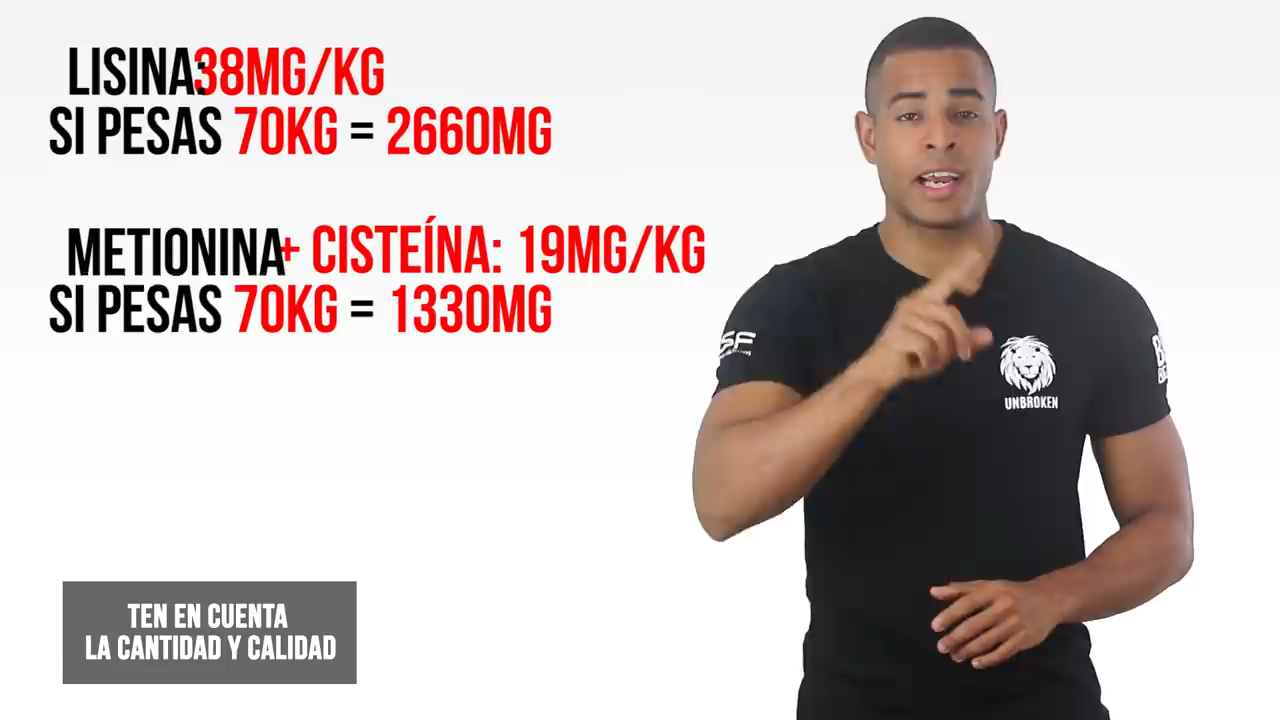 LISINA: 38MG/KG
SI PESAS 70KG = 2660MG
METIONINA + CISTEÍNA: 19MG/KG
SI PESAS 70KG = 1330MG
TEN EN CUENTA
LA CANTIDAD Y CALIDAD
UNBROKEN